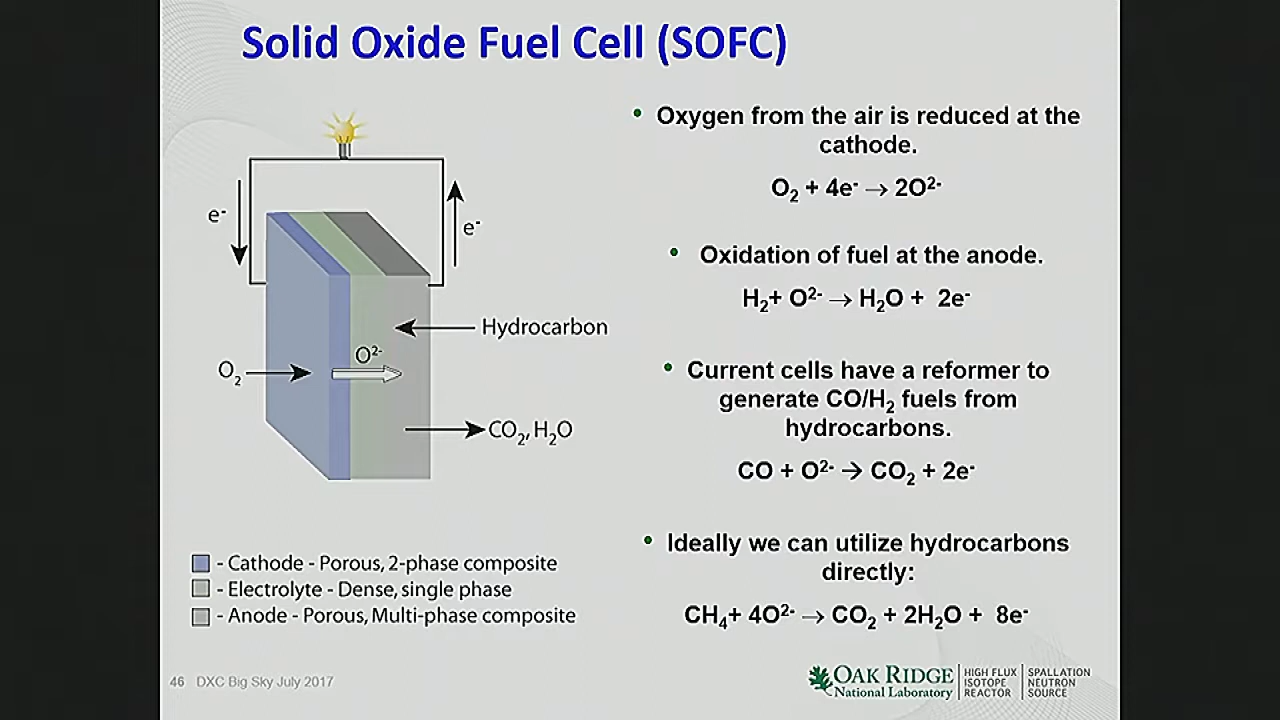 Solid Oxide Fuel Cell (SOFC)
e-
e-
Hydrocarbon
O2-
O2
CO2, H2O
- Cathode - Porous, 2-phase composite
- Electrolyte - Dense, single phase
- Anode - Porous, Multi-phase composite
• Oxygen from the air is reduced at the
cathode.
O2 + 4e- → 2O2-
• Oxidation of fuel at the anode.
H2+ O2- → H2O + 2e-
• Current cells have a reformer to
generate CO/H2 fuels from
hydrocarbons.
CO + O2- → CO2 + 2e-
• Ideally we can utilize hydrocarbons
directly:
CH4+ 4O2- → CO2 + 2H2O + 8e-
46 DXC Big Sky July 2017
OAK RIDGE
National Laboratory
HIGH FLUX
ISOTOPE
REACTOR
SPALLATION
NEUTRON
SOURCE